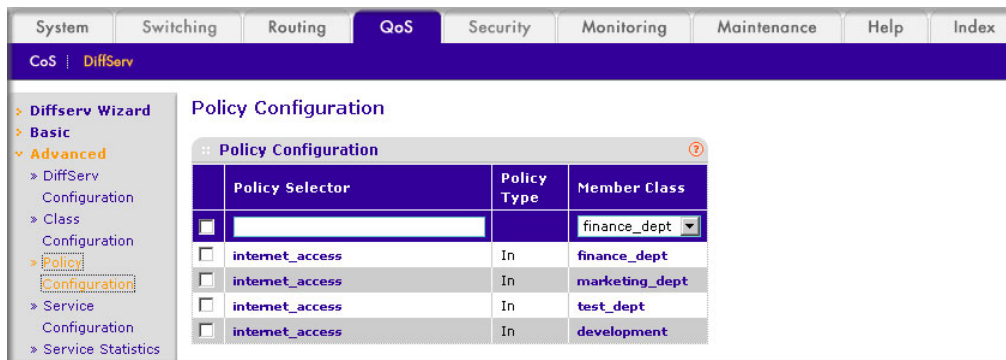 System Switching Routing QoS Security Monitoring Maintenance Help Index
CoS | DiffServ
Diffserv Wizard
Basic
Advanced
» DiffServ
Configuration
» Class
Configuration
» Policy
Configuration
» Service
Configuration
» Service Statistics
Policy Configuration
Policy Configuration ?
Policy Selector Policy Type Member Class
finance_dept
internet_access In finance_dept
internet_access In marketing_dept
internet_access In test_dept
internet_access In development